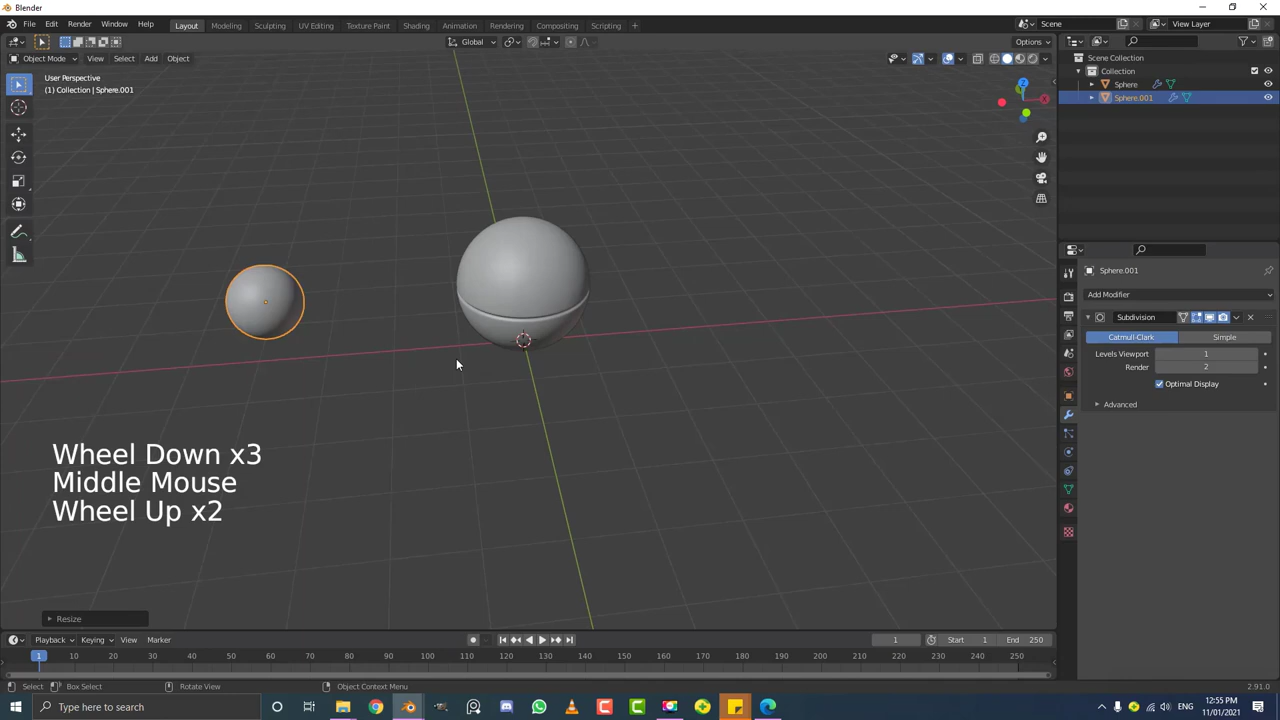 Blender
File Edit Render Window Help
Layout Modeling Sculpting UV Editing Texture Paint Shading Animation Rendering Compositing Scripting
Scene
View Layer
Global
Options
Object Mode View Select Add Object
User Perspective
(1) Collection | Sphere.001
Scene Collection
Collection
Sphere
Sphere.001
X
Sphere.001
Add Modifier
Subdivision
Catmull-Clark Simple
Levels Viewport 1
Render 2
Optimal Display
Advanced
Wheel Down x3
Middle Mouse
Wheel Up x2
Resize
Playback Keying View Marker
1
Start 1
End 250
1 10 20 30 40 50 60 70 80 90 100 110 120 130 140 150 160 170 180 190 200 210 220 230 240 250
Select Box Select Rotate View Object Context Menu
2.91.0
Type here to search
ENG
12:55 PM
11/01/2021